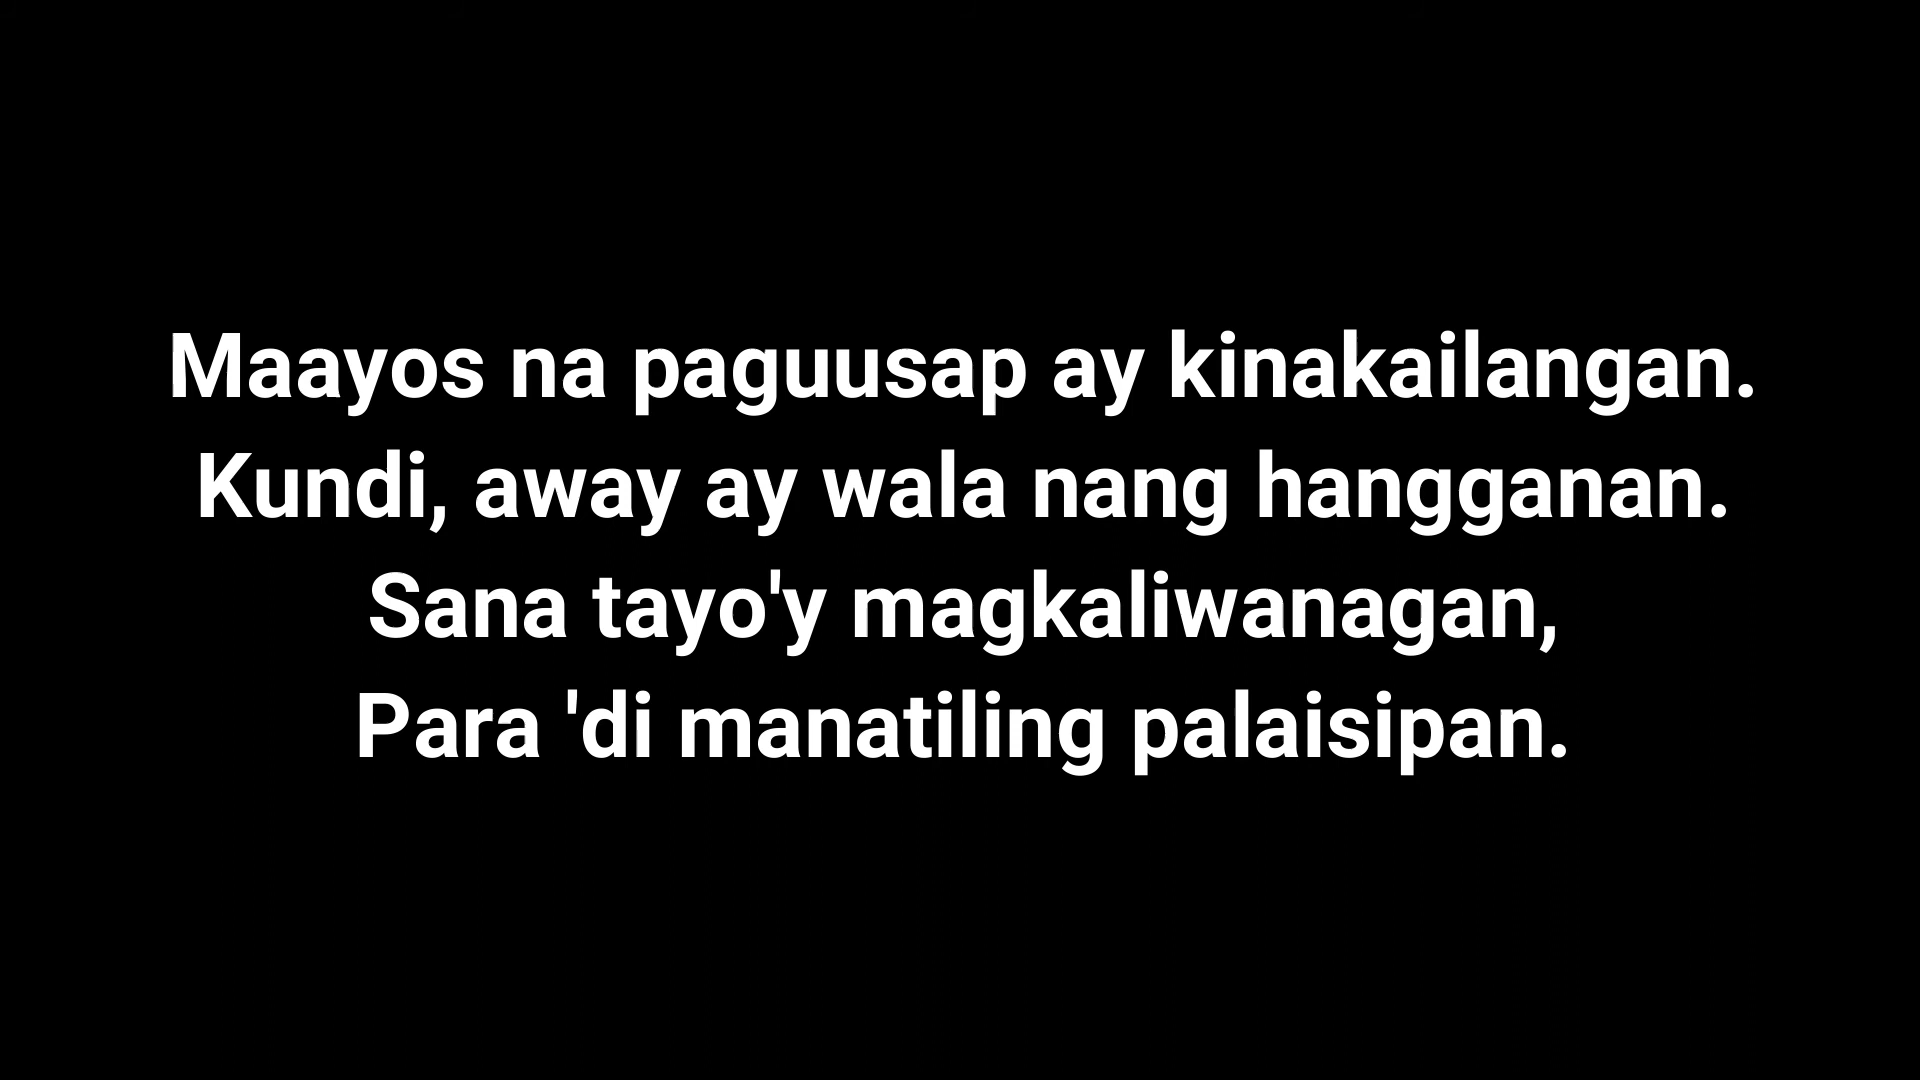 Maayos na paguusap ay kinakailangan.
Kundi, away ay wala nang hangganan.
Sana tayo'y magkaliwanagan,
Para 'di manatiling palaisipan.